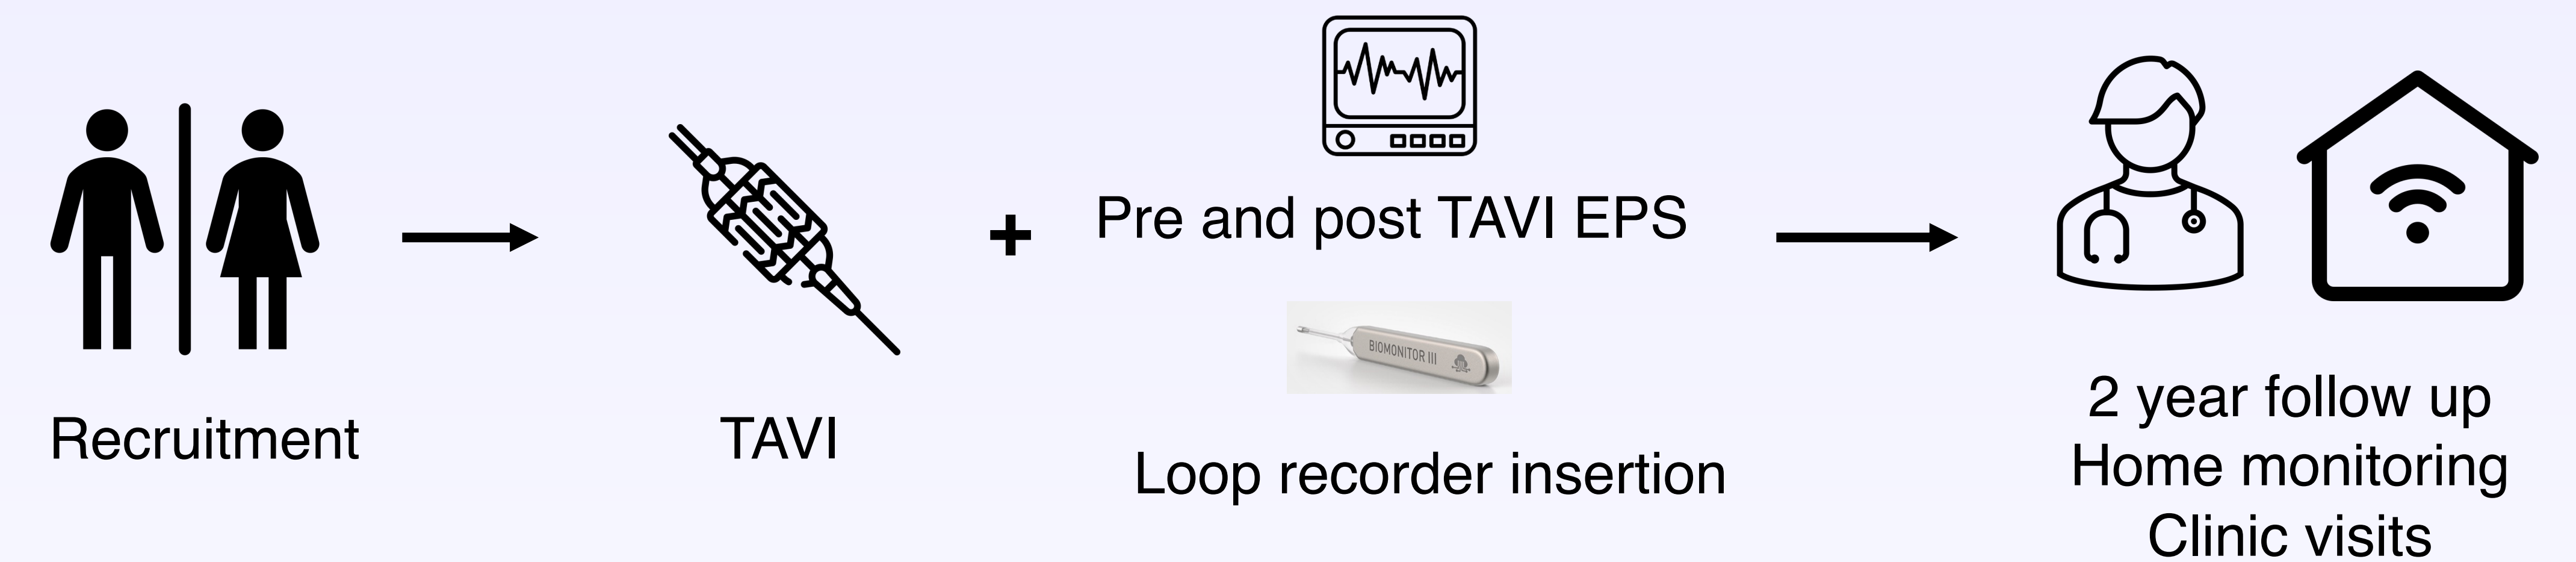 Recruitment
TAVI
+
Pre and post TAVI EPS
BIOMONITOR III
Loop recorder insertion
2 year follow up
Home monitoring
Clinic visits